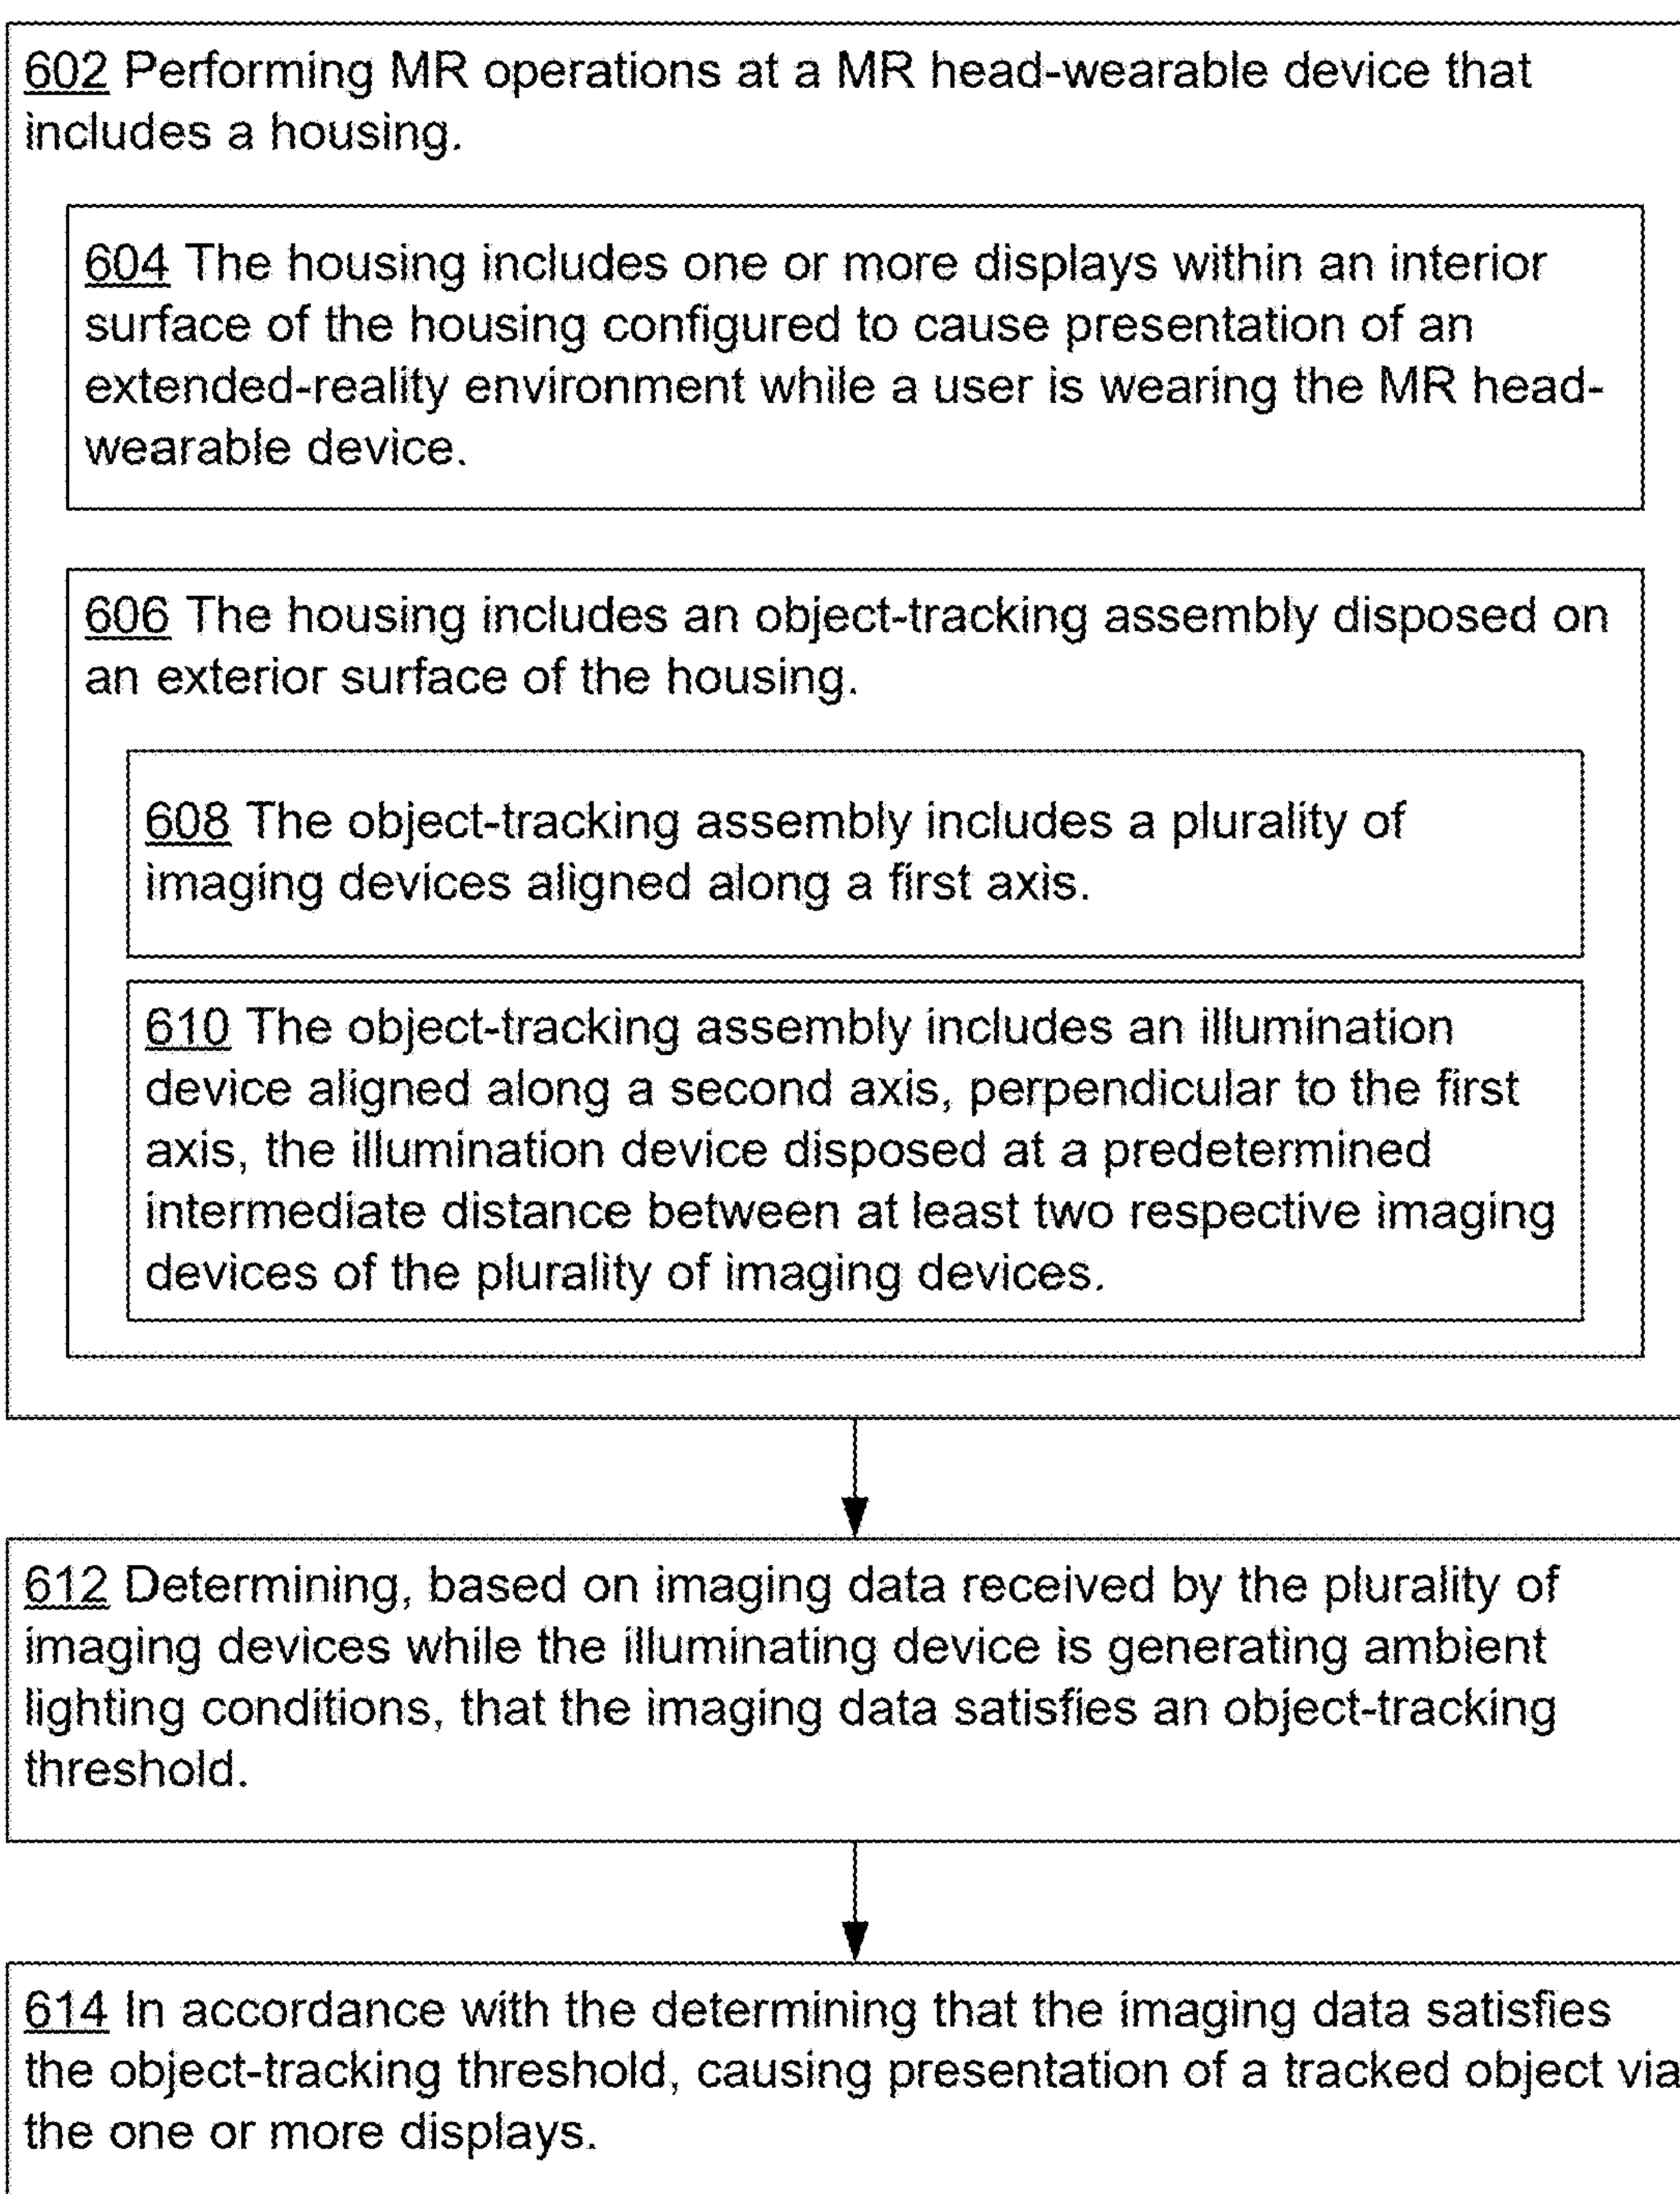 602 Performing MR operations at a MR head-wearable device that
includes a housing.
604 The housing includes one or more displays within an interior
surface of the housing configured to cause presentation of an
extended-reality environment while a user is wearing the MR head-
wearable device.
606 The housing includes an object-tracking assembly disposed on
an exterior surface of the housing.
608 The object-tracking assembly includes a plurality of
imaging devices aligned along a first axis.
610 The object-tracking assembly includes an illumination
device aligned along a second axis, perpendicular to the first
axis, the illumination device disposed at a predetermined
intermediate distance between at least two respective imaging
devices of the plurality of imaging devices.
612 Determining, based on imaging data received by the plurality of
imaging devices while the illuminating device is generating ambient
lighting conditions, that the imaging data satisfies an object-tracking
threshold.
614 In accordance with the determining that the imaging data satisfies
the object-tracking threshold, causing presentation of a tracked object via
the one or more displays.